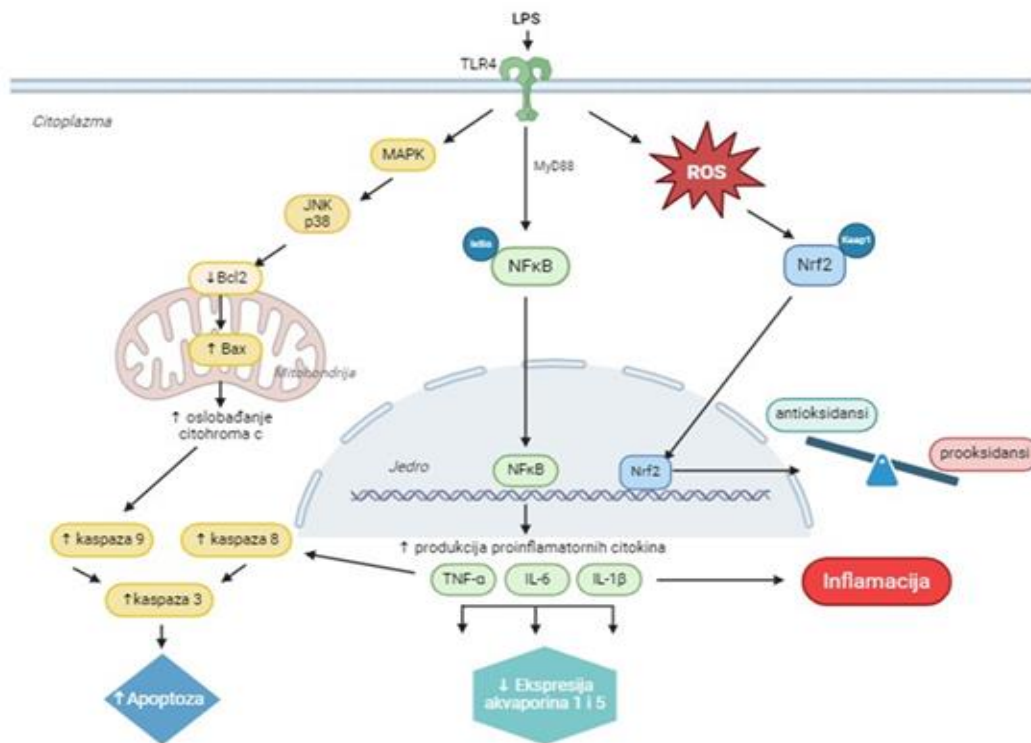 LPS
TLR4
Citoplazma
MAPK
MyD88
ROS
JNK
p38
Keap1
NFκB
Nrf2
↓Bcl2
↑ Bax
Mitohondrije
↑ oslobađanje
citohroma c
antioksidansi
prooksidansi
Jedro
NFκB
Nrf2
↑ kaspaza 9
↑ kaspaza 8
↑ produkcija proinflamatornih citokina
TNF-α
IL-6
IL-1β
Inflamacija
↑kaspaza 3
↑Apoptoza
↓ Ekspresija
akvaporina 1 i 5